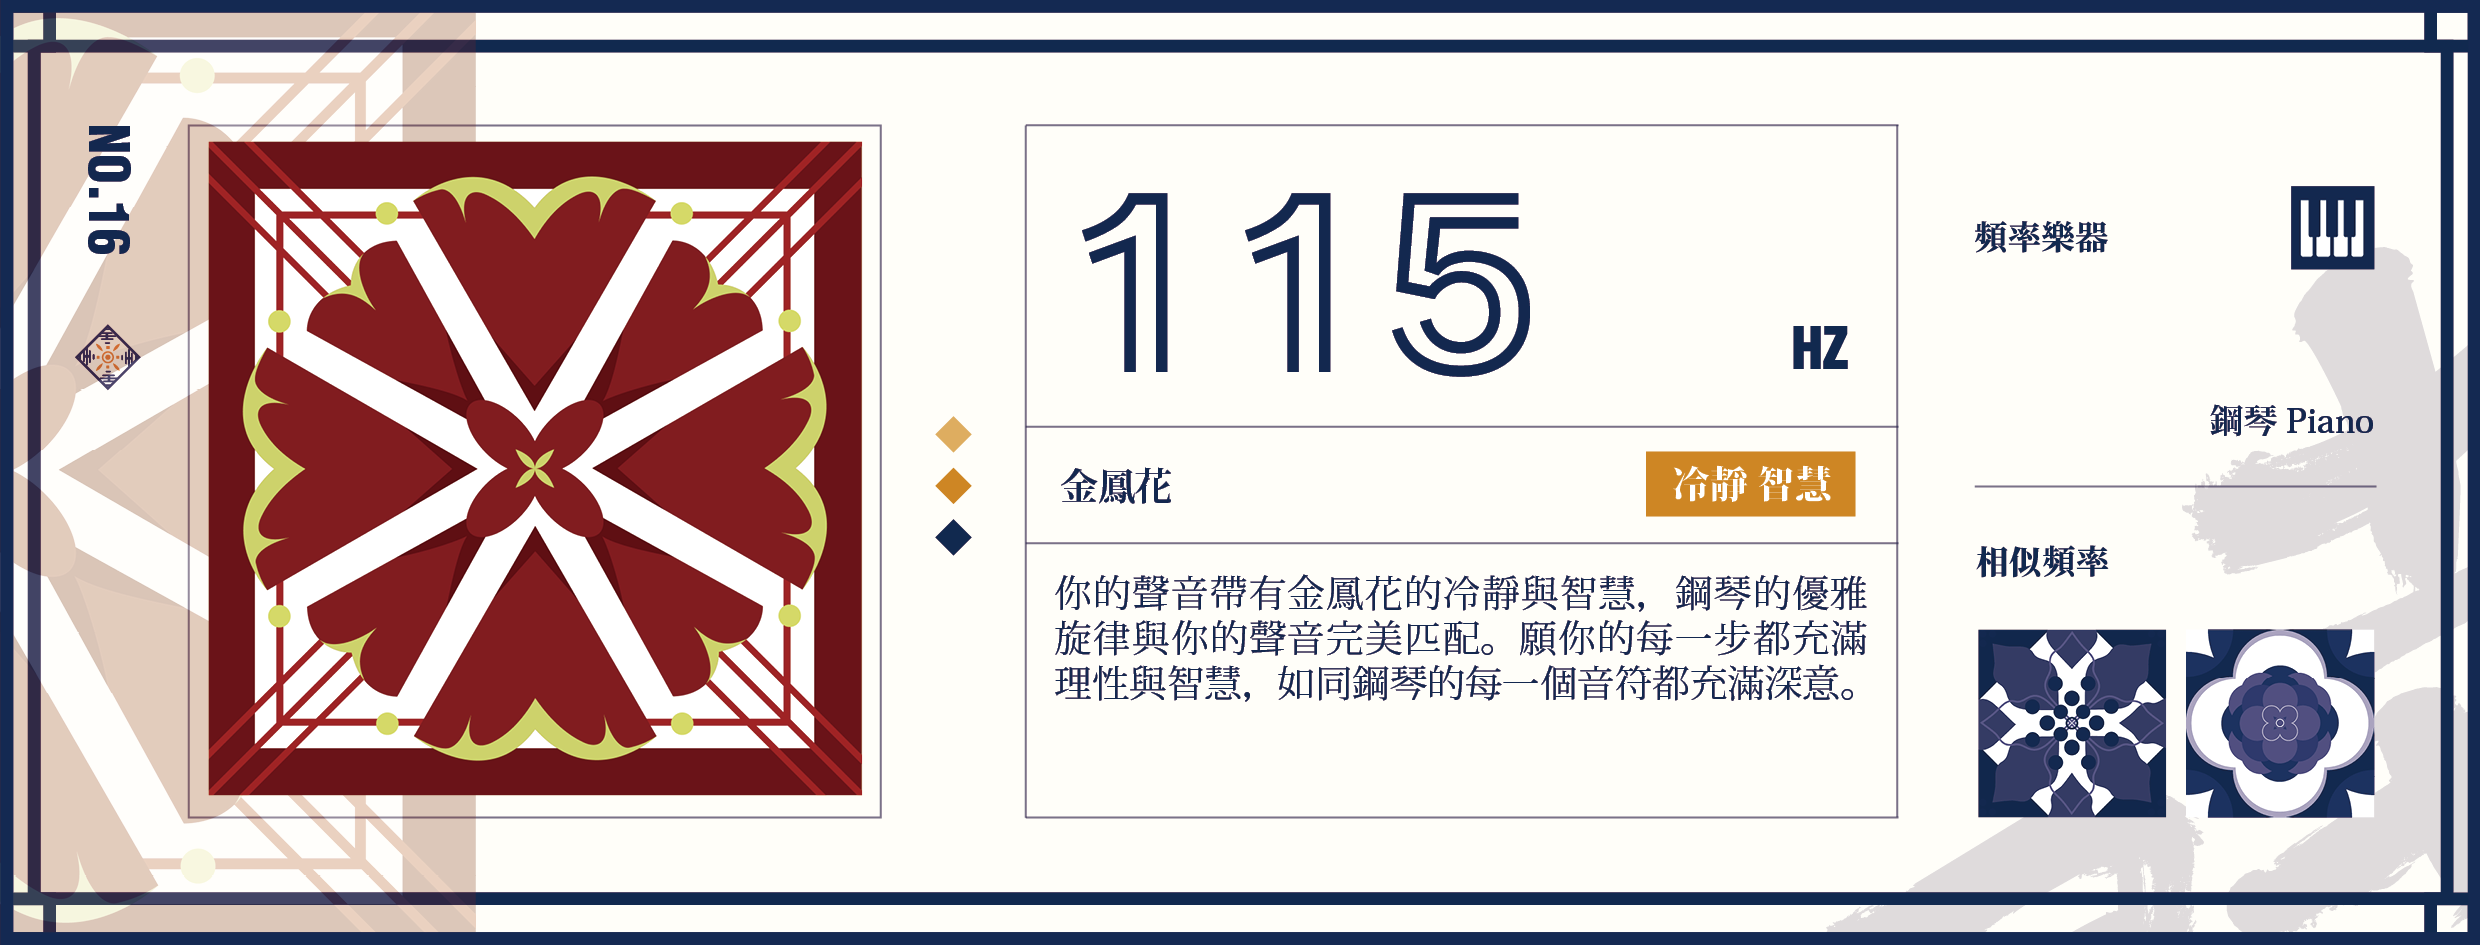 NO.16
115
HZ
金鳳花
冷靜 智慧
你的聲音帶有金鳳花的冷靜與智慧，鋼琴的優雅
旋律與你的聲音完美匹配。願你的每一步都充滿
理性與智慧，如同鋼琴的每一個音符都充滿深意。
頻率樂器
鋼琴 Piano
相似頻率